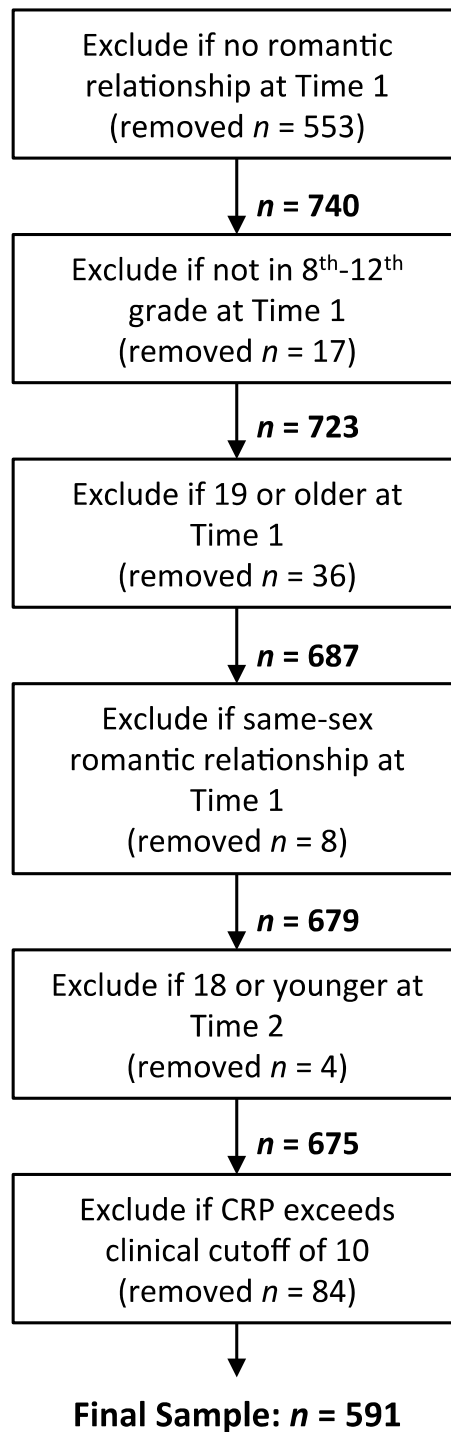 Exclude if no romantic
relationship at Time 1
(removed n = 553)
n = 740
Exclude if not in 8th-12th
grade at Time 1
(removed n = 17)
n = 723
Exclude if 19 or older at
Time 1
(removed n = 36)
n = 687
Exclude if same-sex
romantic relationship at
Time 1
(removed n = 8)
n = 679
Exclude if 18 or younger at
Time 2
(removed n = 4)
n = 675
Exclude if CRP exceeds
clinical cutoff of 10
(removed n = 84)
Final Sample: n = 591